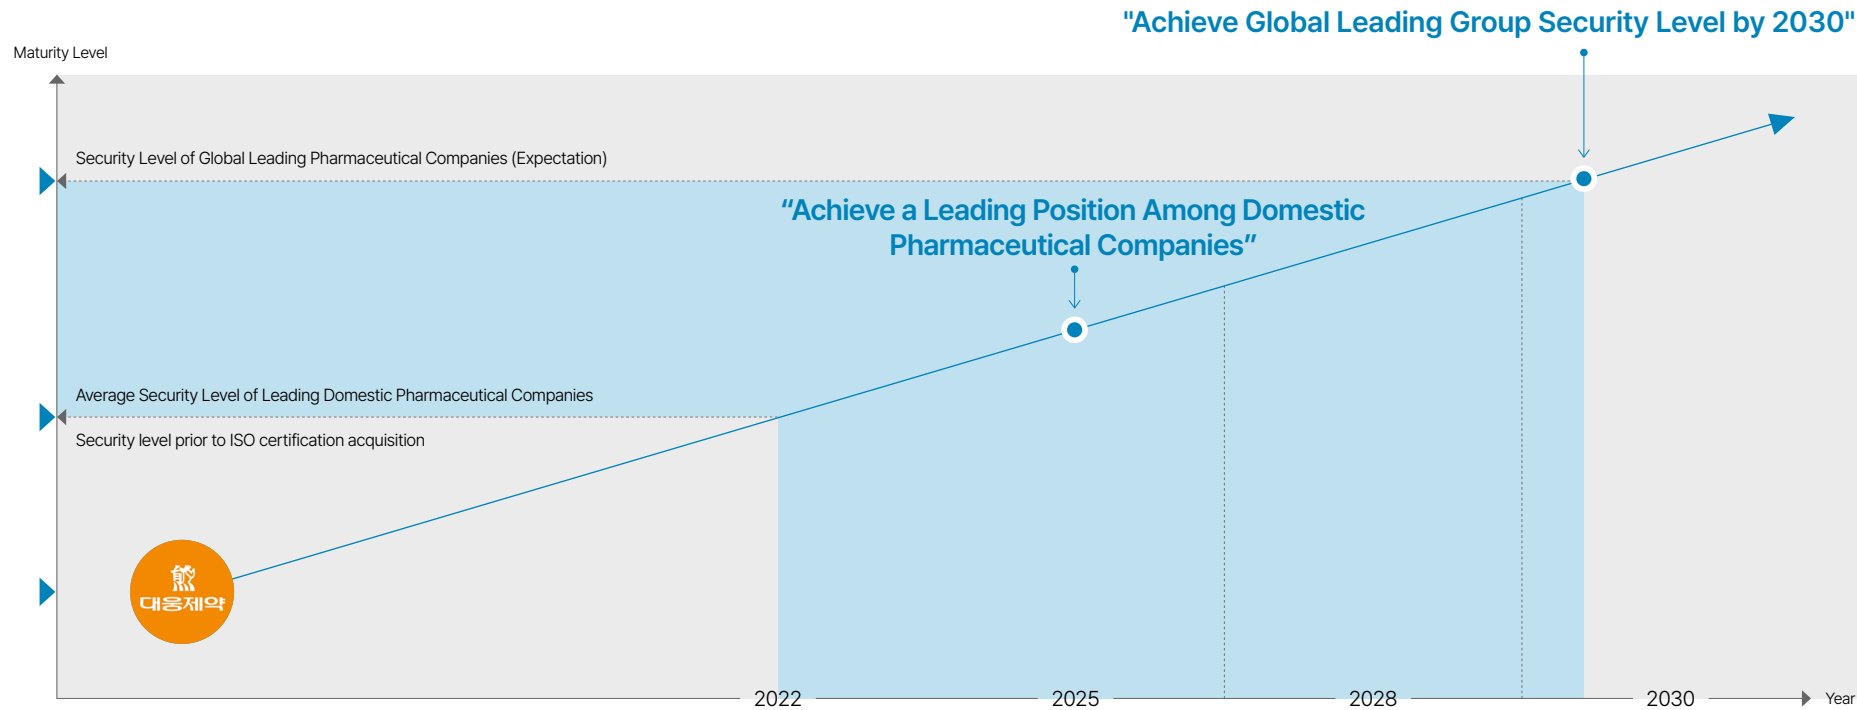 "Achieve Global Leading Group Security Level by 2030"
Maturity Level
Security Level of Global Leading Pharmaceutical Companies (Expectation)
“Achieve a Leading Position Among Domestic
Pharmaceutical Companies”
Average Security Level of Leading Domestic Pharmaceutical Companies
Security level prior to ISO certification acquisition
대웅제약
2022
2025
2028
2030
Year